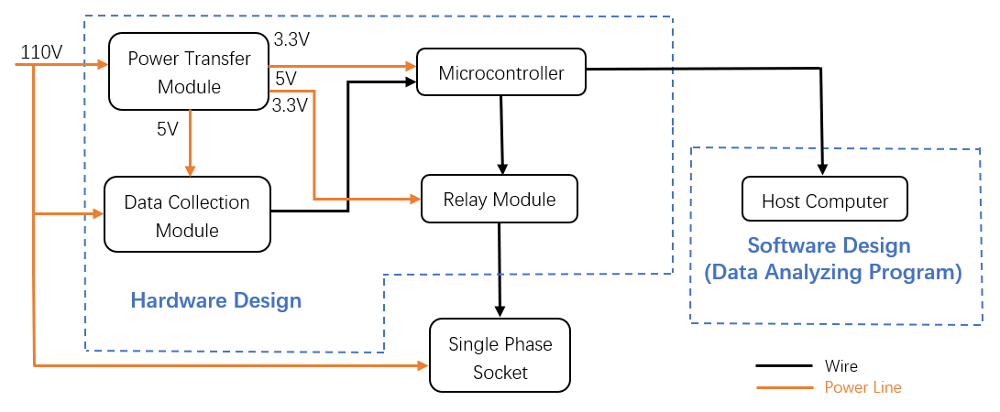 110V
Power Transfer
Module
3.3V
5V
3.3V
Microcontroller
5V
Data Collection
Module
Relay Module
Host Computer
Software Design
(Data Analyzing Program)
Hardware Design
Single Phase
Socket
Wire
Power Line